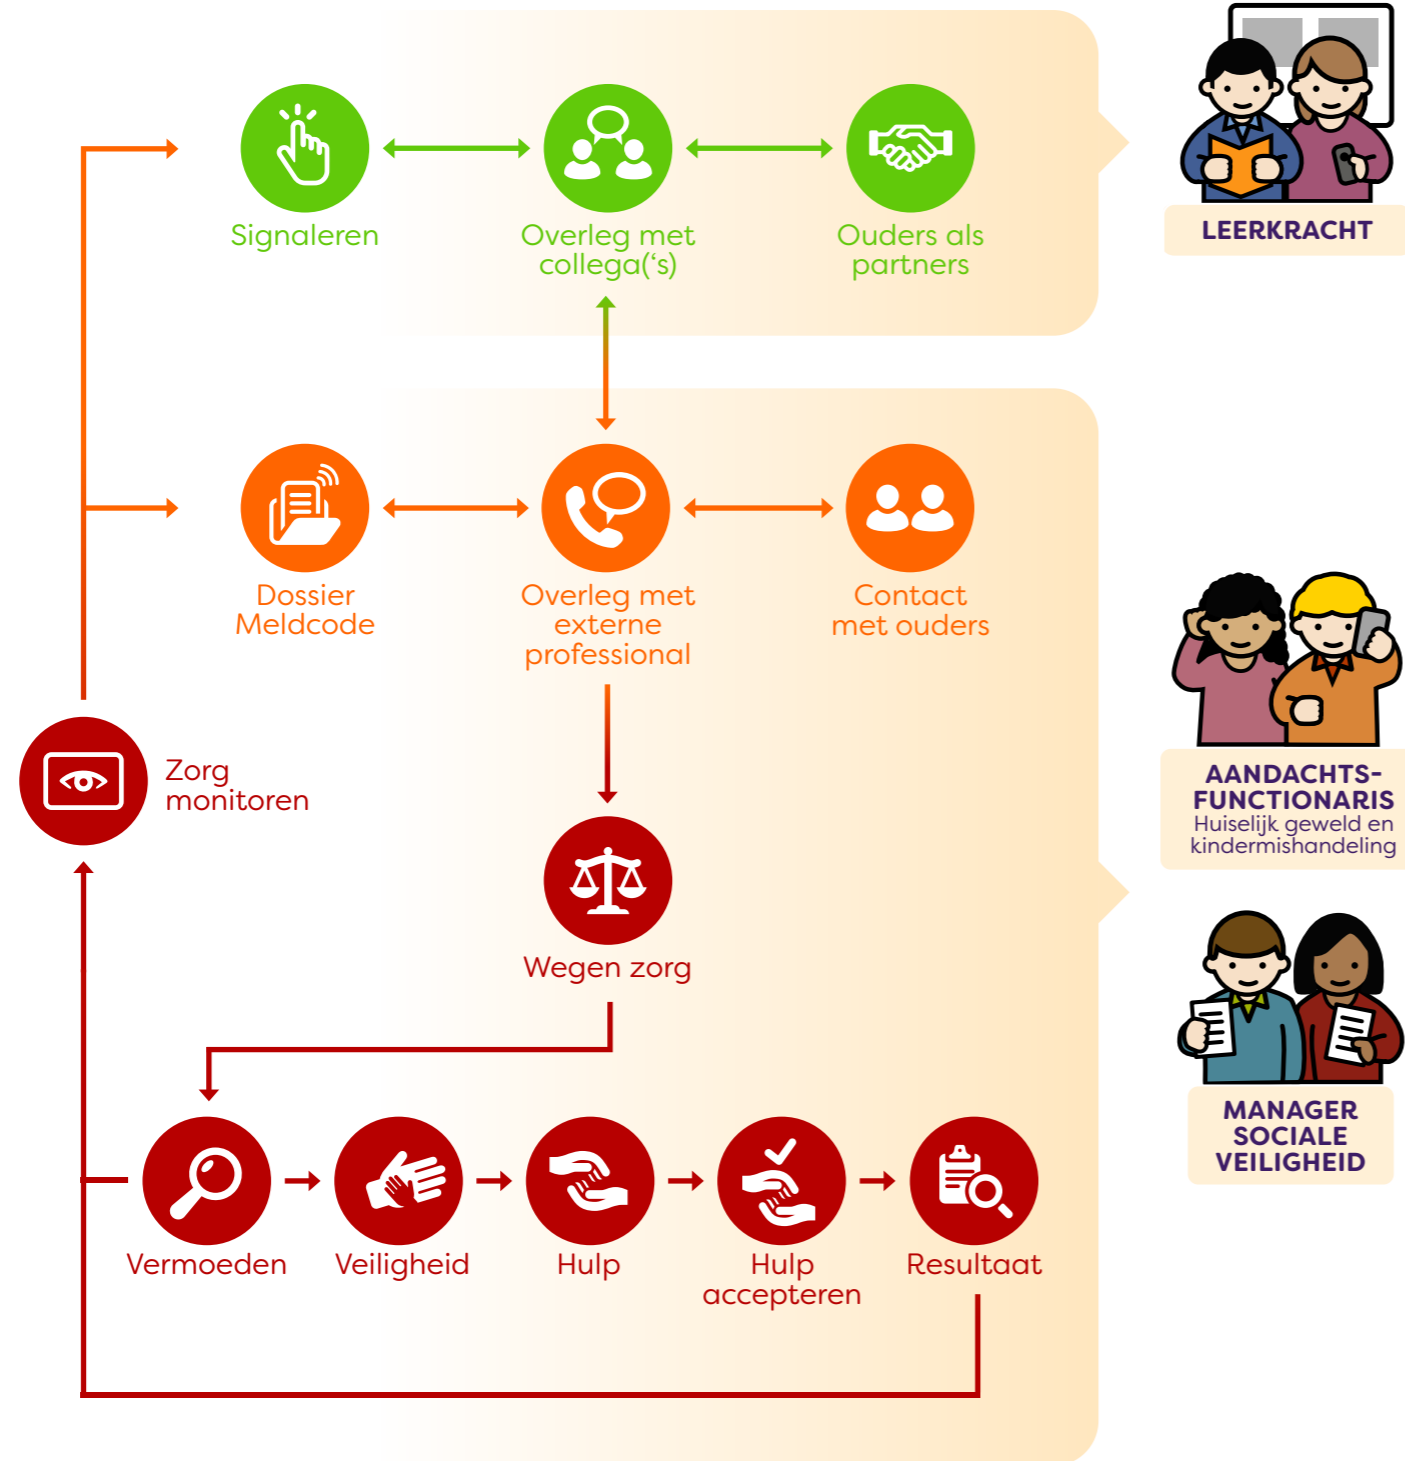 Signaleren
Overleg met
collega(‘s)
Ouders als
partners
LEERKRACHT
Dossier
Meldcode
Overleg met
externe
professional
Contact
met ouders
Zorg
monitoren
AANDACHTS-
FUNCTIONARIS
Huiselijk geweld en
kindermishandeling
Wegen zorg
MANAGER
SOCIALE
VEILIGHEID
Vermoeden
Veiligheid
Hulp
Hulp
accepteren
Resultaat